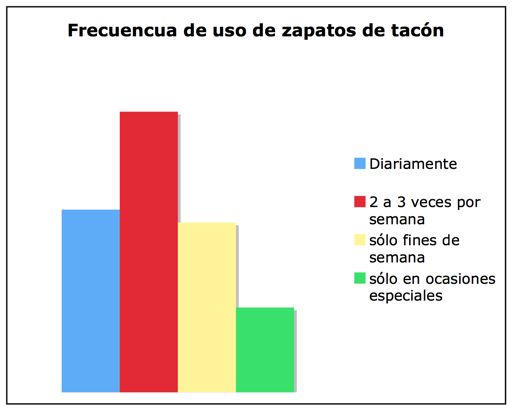 Frecuencua de uso de zapatos de tacón
Diariamente
2 a 3 veces por
semana
sólo fines de
semana
sólo en ocasiones
especiales